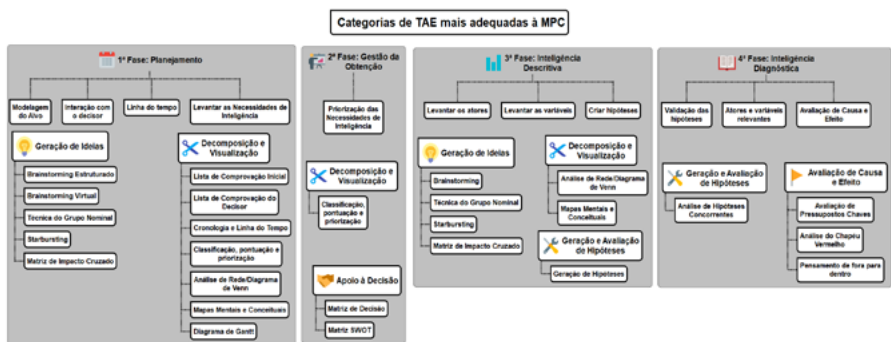 Categorias de TAE mais adequadas à MPC
1ª Fase: Planejamento
Modelagem
do Alvo
Interação com
o decisor
Linha do tempo
Levantar as Necessidades de
Inteligência
Geração de Ideias
Brainstorming Estruturado
Brainstorming Virtual
Técnica do Grupo Nominal
Starbursting
Matriz de Impacto Cruzado
Decomposição e
Visualização
Lista de Comprovação Inicial
Lista de Comprovação do
Decisor
Cronologia e Linha do Tempo
Classificação, pontuação e
priorização
Análise de Rede/Diagrama
de Venn
Mapas Mentais e Conceituais
Diagrama de Gantt
2ª Fase: Gestão da
Obtenção
Priorização das
Necessidades de
Inteligência
Decomposição e
Visualização
Classificação,
pontuação e
priorização
Apoio à Decisão
Matriz de Decisão
Matriz SWOT
3ª Fase: Inteligência
Descritiva
Levantar os atores
Levantar as variáveis
Criar hipóteses
Geração de Ideias
Brainstorming
Técnica do Grupo Nominal
Starbursting
Matriz de Impacto Cruzado
Decomposição e
Visualização
Análise de Rede/Diagrama
de Venn
Mapas Mentais e
Conceituais
Geração e Avaliação
de Hipóteses
Geração de Hipóteses
4ª Fase: Inteligência
Diagnóstica
Validação das
hipóteses
Atores e variáveis
relevantes
Avaliação de Causa e
Efeito
Geração e Avaliação
de Hipóteses
Análise de Hipóteses
Concorrentes
Avaliação de Causa
e Efeito
Avaliação de
Pressupostos Chaves
Análise do Chapéu
Vermelho
Pensamento de fora para
dentro